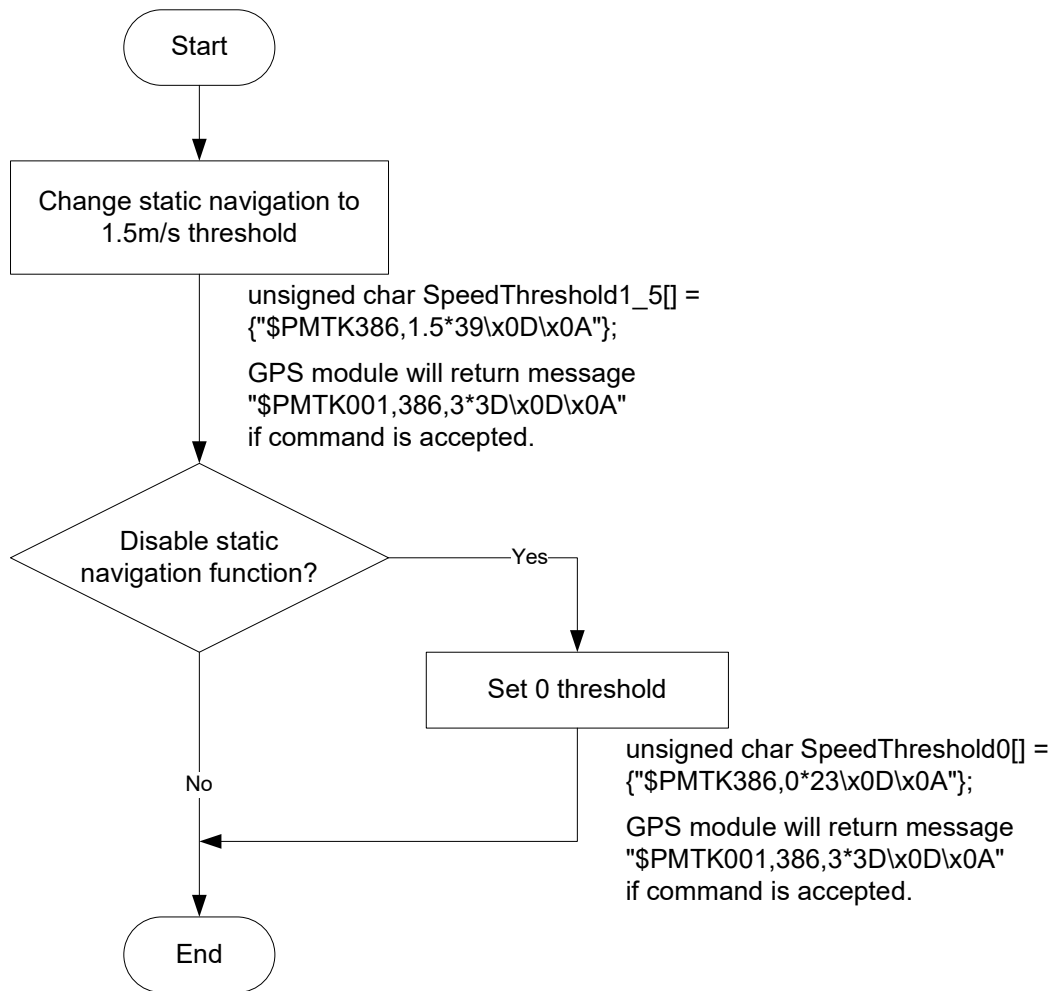 Start
Change static navigation to
1.5m/s threshold
unsigned char SpeedThreshold1_5[] =
{"$PMTK386,1.5*39\x0D\x0A"};
GPS module will return message
"$PMTK001,386,3*3D\x0D\x0A"
if command is accepted.
Disable static
navigation function?
Yes
Set 0 threshold
unsigned char SpeedThreshold0[] =
{"$PMTK386,0*23\x0D\x0A"};
No
GPS module will return message
"$PMTK001,386,3*3D\x0D\x0A"
if command is accepted.
End